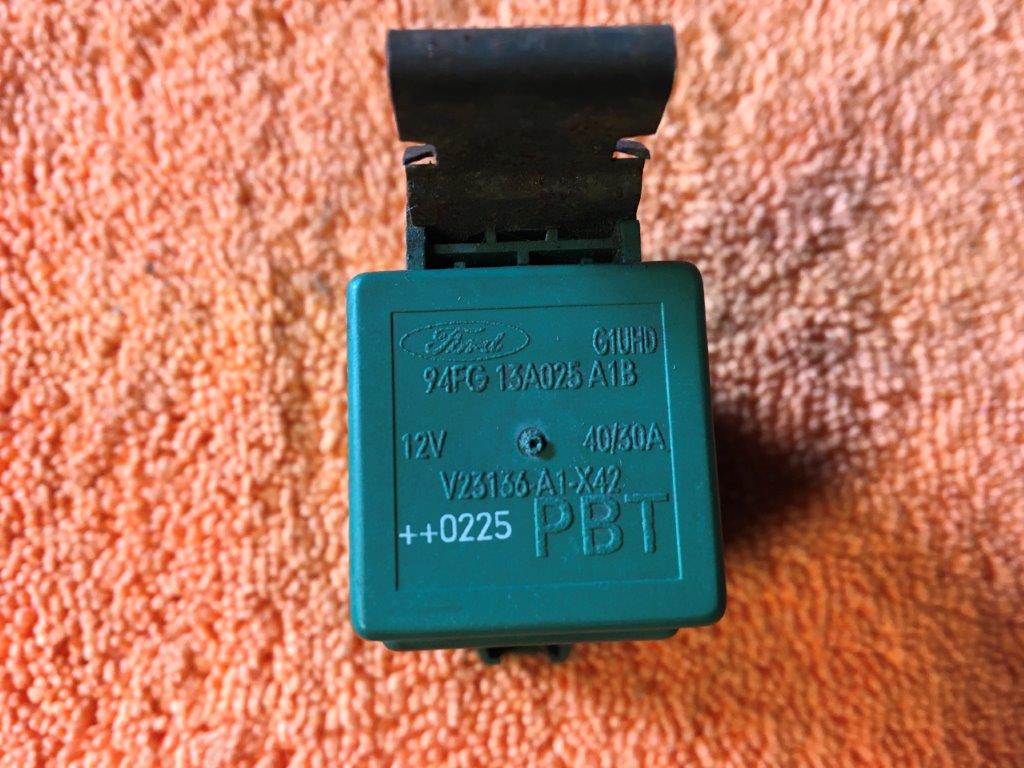 Ford G1UHD
94FG 13A025 A1B
12V 40/30A
V23136-A1-X42
++0225 PBT